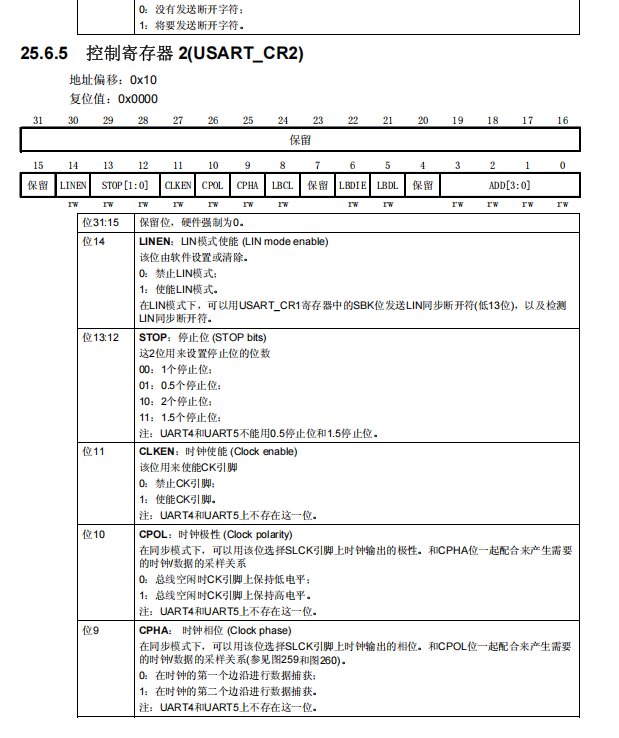 0：没有发送断开字符；
1：将要发送断开字符。
25.6.5 控制寄存器 2(USART_CR2)
地址偏移：0x10
复位值：0x0000
31 30 29 28 27 26 25 24 23 22 21 20 19 18 17 16
保留
15 14 13 12 11 10 9 8 7 6 5 4 3 2 1 0
保留 LINEN STOP[1:0] CLKEN CPOL CPHA LBCL 保留 LBDIE LBDL 保留 ADD[3:0]
rw rw rw rw rw rw rw rw rw rw rw rw
位31:15 保留位，硬件强制为0。
位14 LINEN：LIN模式使能 (LIN mode enable)
该位由软件设置或清除。
0：禁止LIN模式；
1：使能LIN模式。
在LIN模式下，可以用USART_CR1寄存器中的SBK位发送LIN同步断开符(低13位)，以及检测
LIN同步断开符。
位13:12 STOP：停止位 (STOP bits)
这2位用来设置停止位的位数
00：1个停止位；
01：0.5个停止位；
10：2个停止位；
11：1.5个停止位；
注：UART4和UART5不能用0.5停止位和1.5停止位。
位11 CLKEN：时钟使能 (Clock enable)
该位用来使能CK引脚
0：禁止CK引脚；
1：使能CK引脚。
注：UART4和UART5上不存在这一位。
位10 CPOL：时钟极性 (Clock polarity)
在同步模式下，可以用该位选择SLCK引脚上时钟输出的极性。和CPHA位一起配合来产生需要
的时钟/数据的采样关系
0：总线空闲时CK引脚上保持低电平；
1：总线空闲时CK引脚上保持高电平。
注：UART4和UART5上不存在这一位。
位9 CPHA： 时钟相位 (Clock phase)
在同步模式下，可以用该位选择SLCK引脚上时钟输出的相位。和CPOL位一起配合来产生需要
的时钟/数据的采样关系(参见图259和图260)。
0：在时钟的第一个边沿进行数据捕获；
1：在时钟的第二个边沿进行数据捕获。
注：UART4和UART5上不存在这一位。